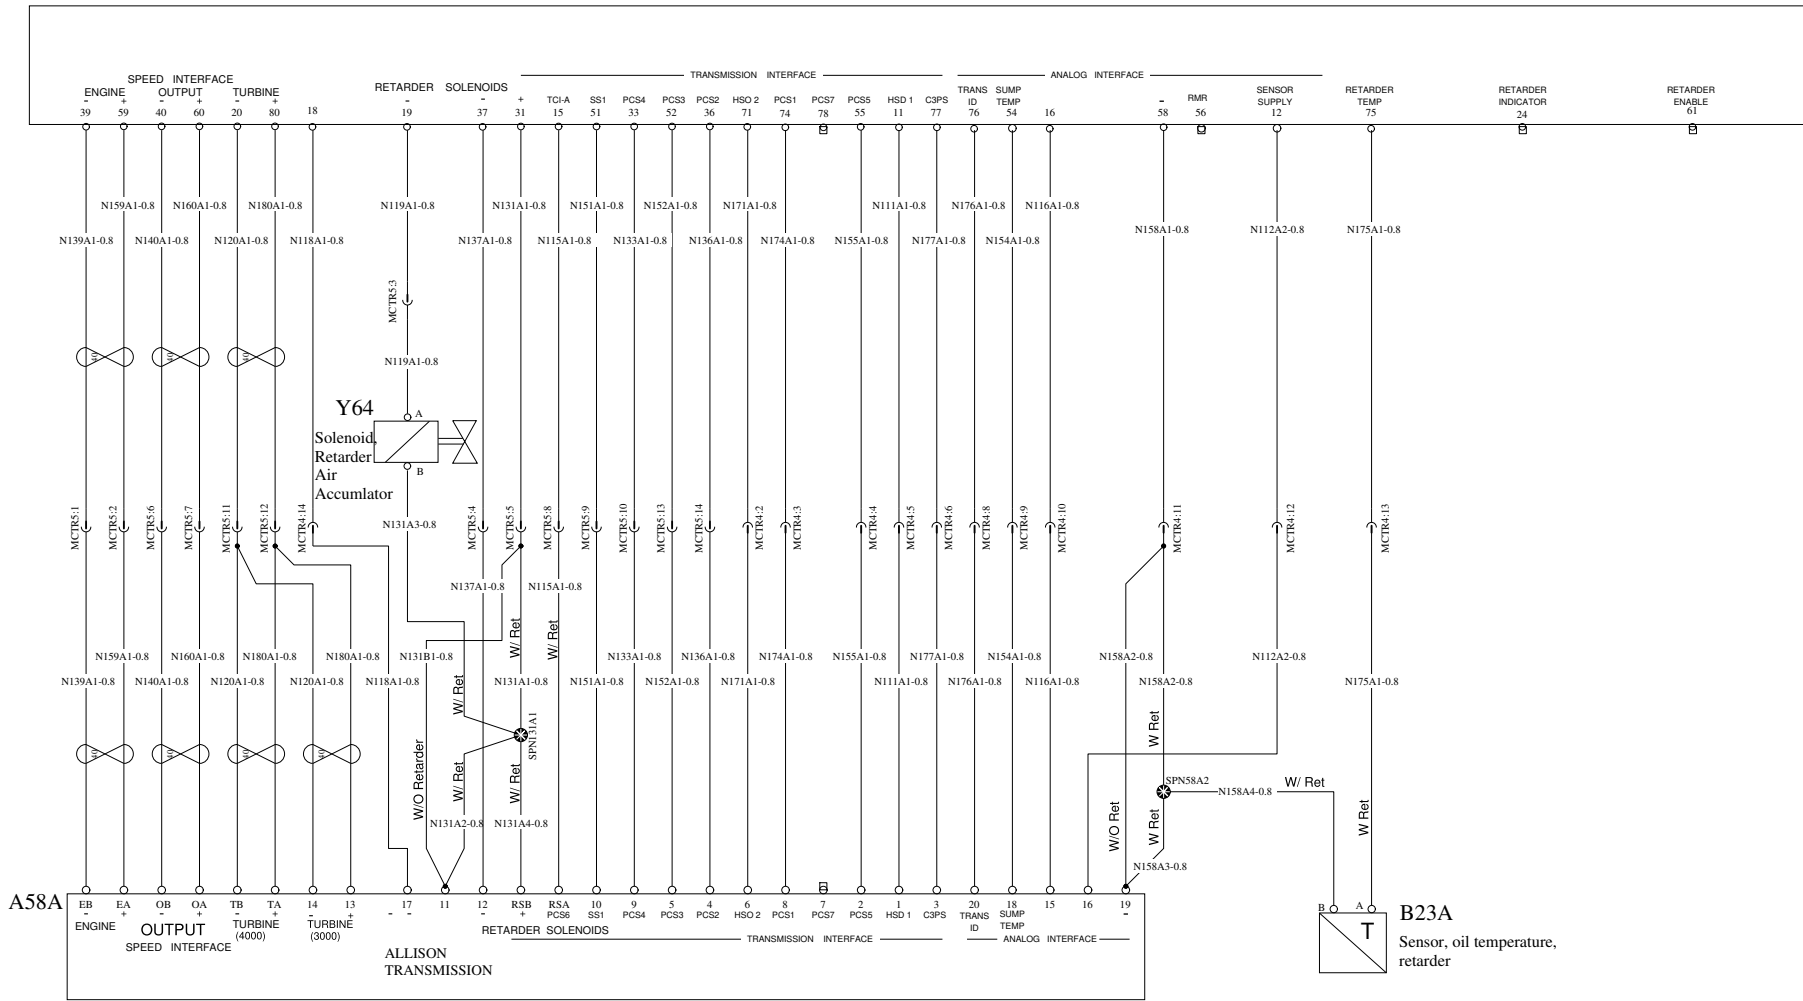 SPEED INTERFACE
TRANSMISSION INTERFACE
ANALOG INTERFACE
ENGINE OUTPUT TURBINE
RETARDER SOLENOIDS
- + - + - + - - +
TCI-A SS1 PCS4 PCS3 PCS2 HSO 2 PCS1 PCS7 PCS5 HSD 1 C3PS
TRANS ID
SUMP TEMP
- RMR
SENSOR SUPPLY
RETARDER TEMP
RETARDER INDICATOR
RETARDER ENABLE
39 59 40 60 20 80 18 19 37 31 15 51 33 52 36 71 74 78 55 11 77 76 54 16 58 56 12 75 24 61
N159A1-0.8 N160A1-0.8 N180A1-0.8 N119A1-0.8 N131A1-0.8 N151A1-0.8 N152A1-0.8 N171A1-0.8 N111A1-0.8 N176A1-0.8 N116A1-0.8
N158A1-0.8 N112A2-0.8 N175A1-0.8
N139A1-0.8 N140A1-0.8 N120A1-0.8 N118A1-0.8 N137A1-0.8 N115A1-0.8 N133A1-0.8 N136A1-0.8 N174A1-0.8 N155A1-0.8 N177A1-0.8 N154A1-0.8
MCTR5:3
40 40 40
N119A1-0.8
Y64
A
Solenoid,
Retarder
Air
Accumlator
B
MCTR5:1 MCTR5:2 MCTR5:6 MCTR5:7 MCTR5:11 MCTR5:12 MCTR4:14
N131A3-0.8
MCTR5:4 MCTR5:5 MCTR5:8 MCTR5:9 MCTR5:10 MCTR5:13 MCTR5:14 MCTR4:2 MCTR4:3 MCTR4:4 MCTR4:5 MCTR4:6 MCTR4:8 MCTR4:9 MCTR4:10 MCTR4:11 MCTR4:12 MCTR4:13
N137A1-0.8 N115A1-0.8
W/ Ret W/ Ret
N159A1-0.8 N160A1-0.8 N180A1-0.8 N180A1-0.8 N131B1-0.8 N133A1-0.8 N136A1-0.8 N174A1-0.8 N155A1-0.8 N177A1-0.8 N154A1-0.8 N158A2-0.8 N112A2-0.8
N139A1-0.8 N140A1-0.8 N120A1-0.8 N120A1-0.8 N118A1-0.8 N131A1-0.8 N151A1-0.8 N152A1-0.8 N171A1-0.8 N111A1-0.8 N176A1-0.8 N116A1-0.8 N158A2-0.8 N175A1-0.8
W/ Ret
W Ret
SPN131A1
40 40 40 40
W/O Retarder W/ Ret W/ Ret
SPN58A2
N158A4-0.8
W/ Ret
W/O Ret W Ret W Ret
N131A2-0.8 N131A4-0.8
N158A3-0.8
A58A
EB EA OB OA TB TA 14 13 17 11 12 RSB RSA 10 9 5 4 6 8 7 2 1 3 20 18 15 16 19
- + - + - + - + - - - +
PCS6 SS1 PCS4 PCS3 PCS2 HSO 2 PCS1 PCS7 PCS5 HSD 1 C3PS
TRANS ID
SUMP TEMP
-
ENGINE
OUTPUT
TURBINE
(4000)
TURBINE
(3000)
SPEED INTERFACE
RETARDER SOLENOIDS
TRANSMISSION INTERFACE
ANALOG INTERFACE
ALLISON
TRANSMISSION
B A
T
B23A
Sensor, oil temperature,
retarder